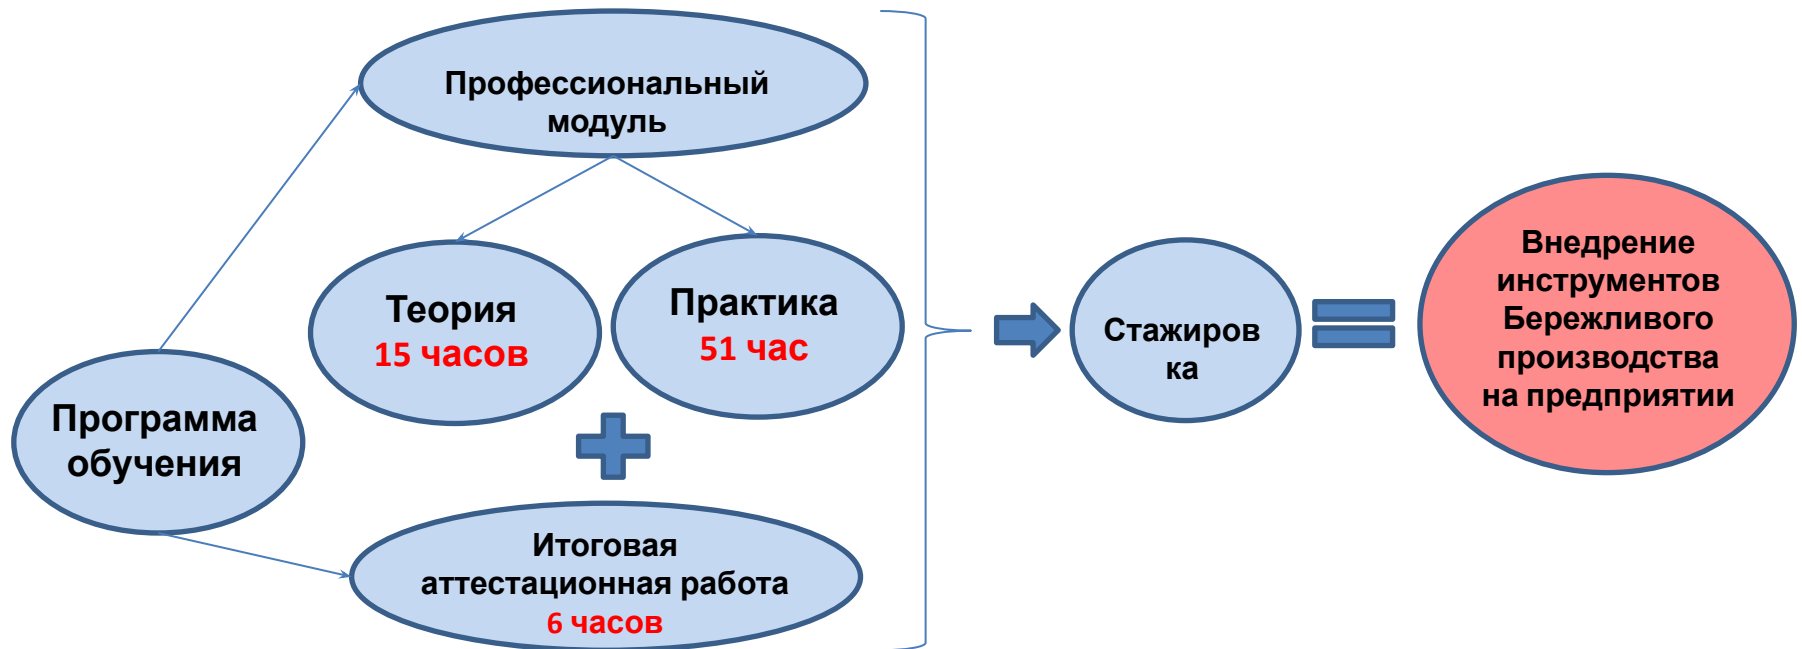 Профессиональный
модуль
Теория
15 часов
Практика
51 час
Программа
обучения
Итоговая
аттестационная работа
6 часов
Стажиров
ка
Внедрение
инструментов
Бережливого
производства
на предприятии